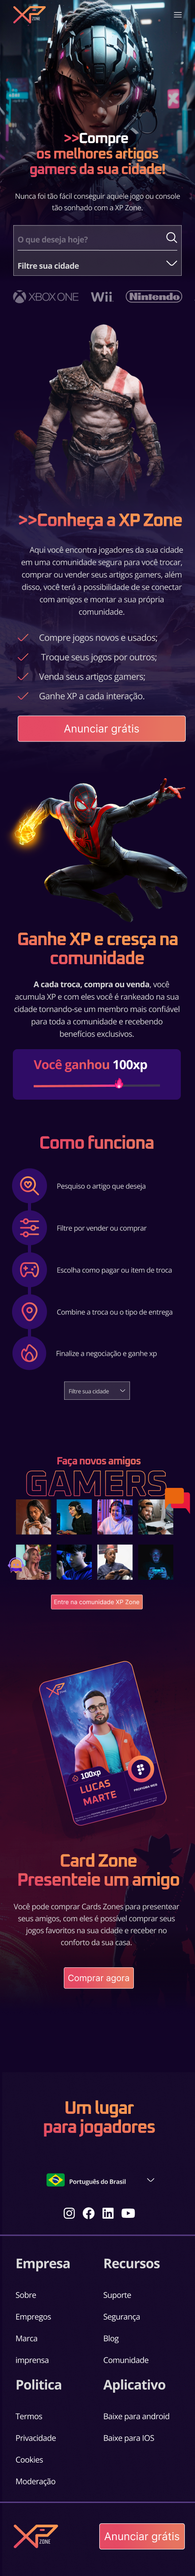 XP
ZONE
>>Compre
os melhores artigos
gamers da sua cidade!
Nunca foi tão fácil conseguir aquele jogo ou console
tão sonhado com a XP Zone.
O que deseja hoje?
Filtre sua cidade
XBOX ONE Wii Nintendo
>>Conheça a XP Zone
Aqui você encontra jogadores da sua cidade
em uma comunidade segura para você trocar,
comprar ou vender seus artigos gamers, além
disso, você terá a possibilidade de se conectar
com amigos e montar a sua própria
comunidade.
Compre jogos novos e usados;
Troque seus jogos por outros;
Venda seus artigos gamers;
Ganhe XP a cada interação.
Anunciar grátis
Ganhe XP e cresça na
comunidade
A cada troca, compra ou venda, você
acumula XP e com eles você é rankeado na sua
cidade tornando-se um membro mais confiável
para toda a comunidade e recebendo
benefícios exclusivos.
Você ganhou 100xp
Como funciona
Pesquiso o artigo que deseja
Filtre por vender ou comprar
Escolha como pagar ou item de troca
Combine a troca ou o tipo de entrega
Finalize a negociação e ganhe xp
Filtre sua cidade
Faça novos amigos
GAMERS
Entre na comunidade XP Zone
XP
100xp
LUCAS
MARTE
Card Zone
Presenteie um amigo
Você pode comprar Cards Zones para presentear
seus amigos, com eles é possível comprar seus
jogos favoritos na sua cidade e receber no
conforto da sua casa.
Comprar agora
Um lugar
para jogadores
Português do Brasil
Empresa Recursos
Sobre Suporte
Empregos Segurança
Marca Blog
imprensa Comunidade
Politica Aplicativo
Termos Baixe para android
Privacidade Baixe para IOS
Cookies
Moderação
XP
ZONE
Anunciar grátis